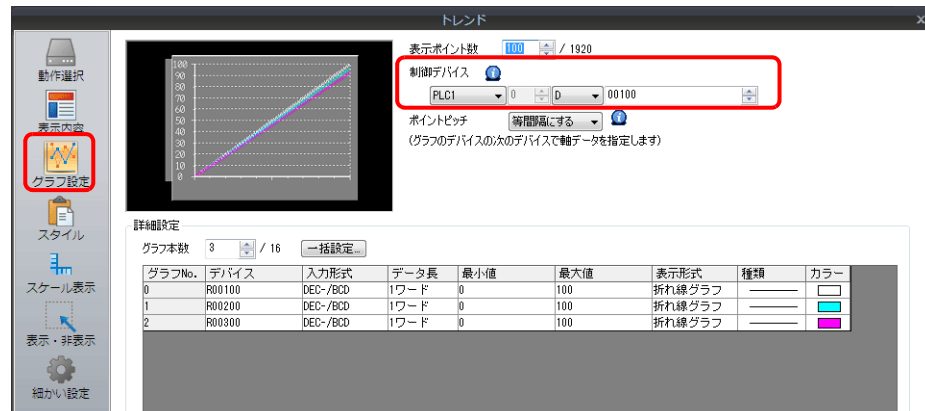 トレンド
x
動作選択
表示内容
グラフ設定
スタイル
スケール表示
表示・非表示
細かい設定
100
90
80
70
60
50
40
30
20
10
0
表示ポイント数 100 / 1920
制御デバイス
PLC1 0 D 00100
ポイントピッチ 等間隔にする
(グラフのデバイスの次のデバイスで軸データを指定します)
詳細設定
グラフ本数 3 / 16 一括設定...
グラフNo. デバイス 入力形式 データ長 最小値 最大値 表示形式 種類 カラー
0 R00100 DEC-/BCD 1ワード 0 100 折れ線グラフ
1 R00200 DEC-/BCD 1ワード 0 100 折れ線グラフ
2 R00300 DEC-/BCD 1ワード 0 100 折れ線グラフ